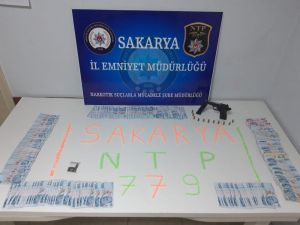 NTP
SAKARYA
İL EMNİYET MÜDÜRLÜĞÜ
NARKOTİK SUÇLARLA MÜCADELE ŞUBE MÜDÜRLÜĞÜ
SAKARYA
NTP
779